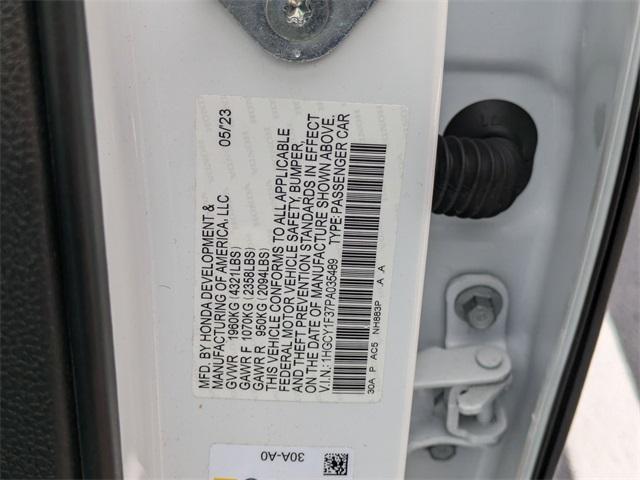 MFD. BY HONDA DEVELOPMENT & 05/23
MANUFACTURING OF AMERICA, LLC.
GVWR 1960KG(4321LBS)
GAWR F 1070KG(2358LBS)
GAWR R 950KG(2094LBS)
THIS VEHICLE CONFORMS TO ALL APPLICABLE
FEDERAL MOTOR VEHICLE SAFETY, BUMPER,
AND THEFT PREVENTION STANDARDS IN EFFECT
ON THE DATE OF MANUFACTURE SHOWN ABOVE.
V.I.N.:1HGCY1F37PA035489 TYPE:PASSENGER CAR
30A P AC5 NH883P .A A
30A-A0